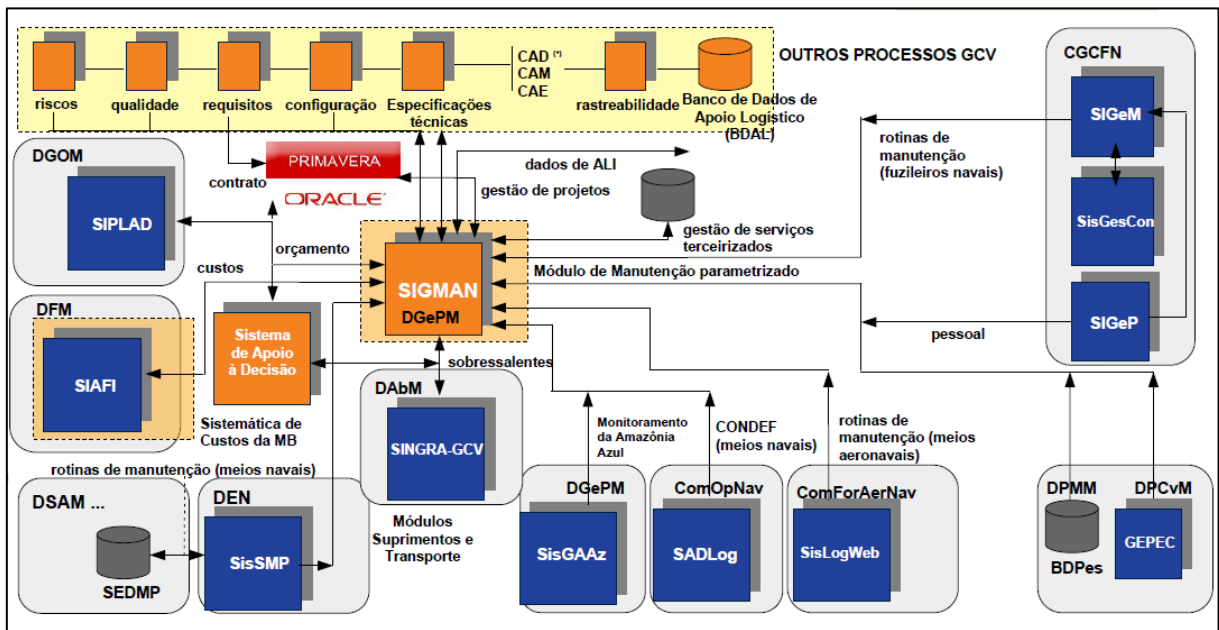 OUTROS PROCESSOS GCV
riscos
qualidade
requisitos
configuração
Especificações
técnicas
CAD (*)
CAM
CAE
rastreabilidade
Banco de Dados de
Apoio Logístico
(BDAL)
CGCFN
SIGeM
SisGesCon
SIGeP
rotinas de
manutenção
(fuzileiros navais)
pessoal
DGOM
SIPLAD
contrato
PRIMAVERA
ORACLE
dados de ALI
gestão de projetos
gestão de serviços
terceirizados
orçamento
custos
SIGMAN
DGePM
Módulo de Manutenção parametrizado
DFM
SIAFI
Sistema
de Apoio
à Decisão
Sistemática de
Custos da MB
sobressalentes
DAbM
SINGRA-GCV
Módulos
Suprimentos e
Transporte
rotinas de manutenção (meios navais)
DSAM ...
SEDMP
DEN
SisSMP
Monitoramento
da Amazônia
Azul
DGePM
SisGAAz
CONDEF
(meios navais)
ComOpNav
SADLog
rotinas de
manutenção (meios
aeronavais)
ComForAerNav
SisLogWeb
DPMM
BDPes
DPCvM
GEPEC